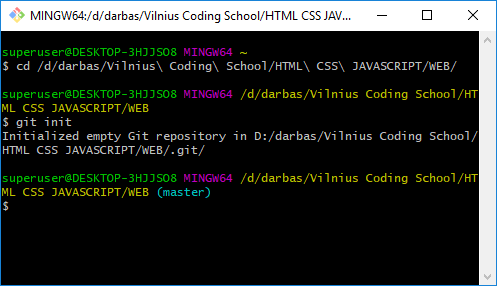 MINGW64:/d/darbas/Vilnius Coding School/HTML CSS JAV...
superuser@DESKTOP-3HJJSO8 MINGW64 ~
$ cd /d/darbas/Vilnius\ Coding\ School/HTML\ CSS\ JAVASCRIPT/WEB/
superuser@DESKTOP-3HJJSO8 MINGW64 /d/darbas/Vilnius Coding School/HT
ML CSS JAVASCRIPT/WEB
$ git init
Initialized empty Git repository in D:/darbas/Vilnius Coding School/
HTML CSS JAVASCRIPT/WEB/.git/
superuser@DESKTOP-3HJJSO8 MINGW64 /d/darbas/Vilnius Coding School/HT
ML CSS JAVASCRIPT/WEB (master)
$